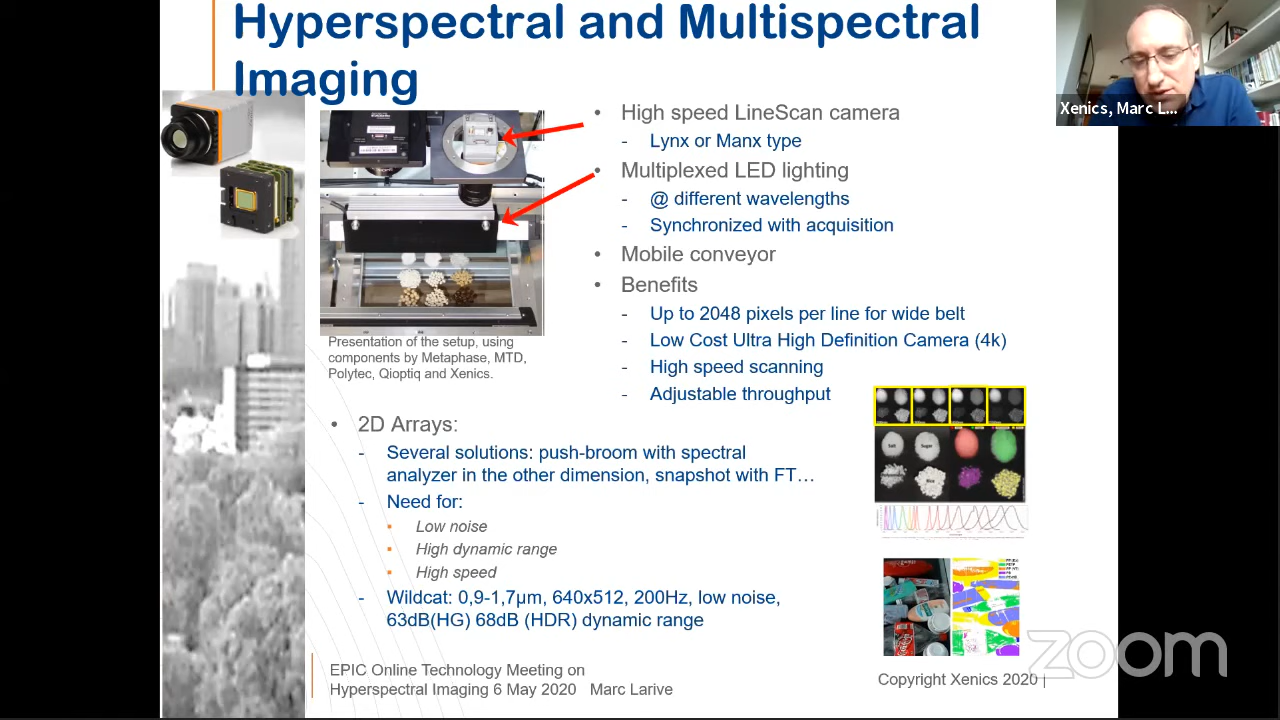 Hyperspectral and Multispectral
Imaging
Xenics, Marc L...
• High speed LineScan camera
- Lynx or Manx type
• Multiplexed LED lighting
- @ different wavelengths
- Synchronized with acquisition
• Mobile conveyor
• Benefits
- Up to 2048 pixels per line for wide belt
- Low Cost Ultra High Definition Camera (4k)
- High speed scanning
- Adjustable throughput
Presentation of the setup, using
components by Metaphase, MTD,
Polytec, Qioptiq and Xenics.
• 2D Arrays:
- Several solutions: push-broom with spectral
analyzer in the other dimension, snapshot with FT…
- Need for:
▪ Low noise
▪ High dynamic range
▪ High speed
- Wildcat: 0,9-1,7µm, 640x512, 200Hz, low noise,
63dB(HG) 68dB (HDR) dynamic range
Salt Sugar
Rice
EPIC Online Technology Meeting on
Hyperspectral Imaging 6 May 2020 Marc Larive
Copyright Xenics 2020 |
zoom